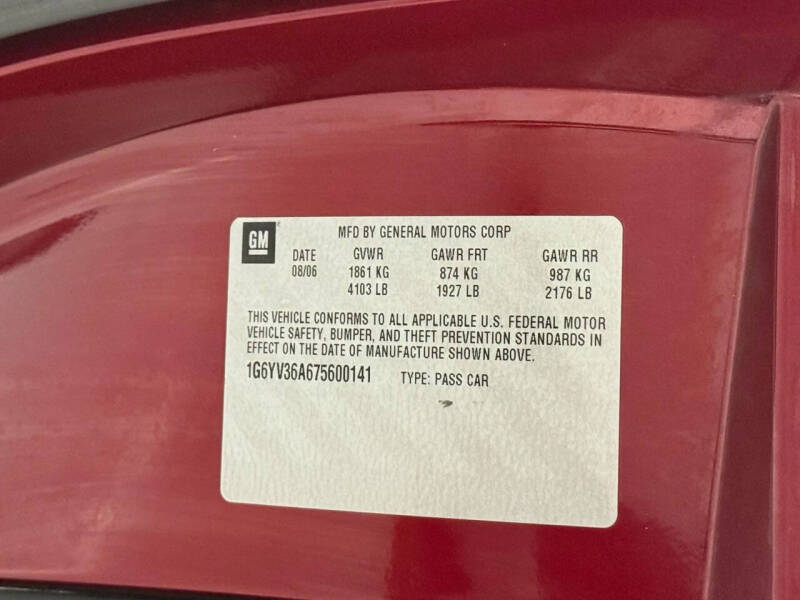 GM
MFD BY GENERAL MOTORS CORP
DATE GVWR GAWR FRT GAWR RR
08/06 1861 KG 874 KG 987 KG
4103 LB 1927 LB 2176 LB
THIS VEHICLE CONFORMS TO ALL APPLICABLE U.S. FEDERAL MOTOR
VEHICLE SAFETY, BUMPER, AND THEFT PREVENTION STANDARDS IN
EFFECT ON THE DATE OF MANUFACTURE SHOWN ABOVE.
1G6YV36A675600141 TYPE: PASS CAR